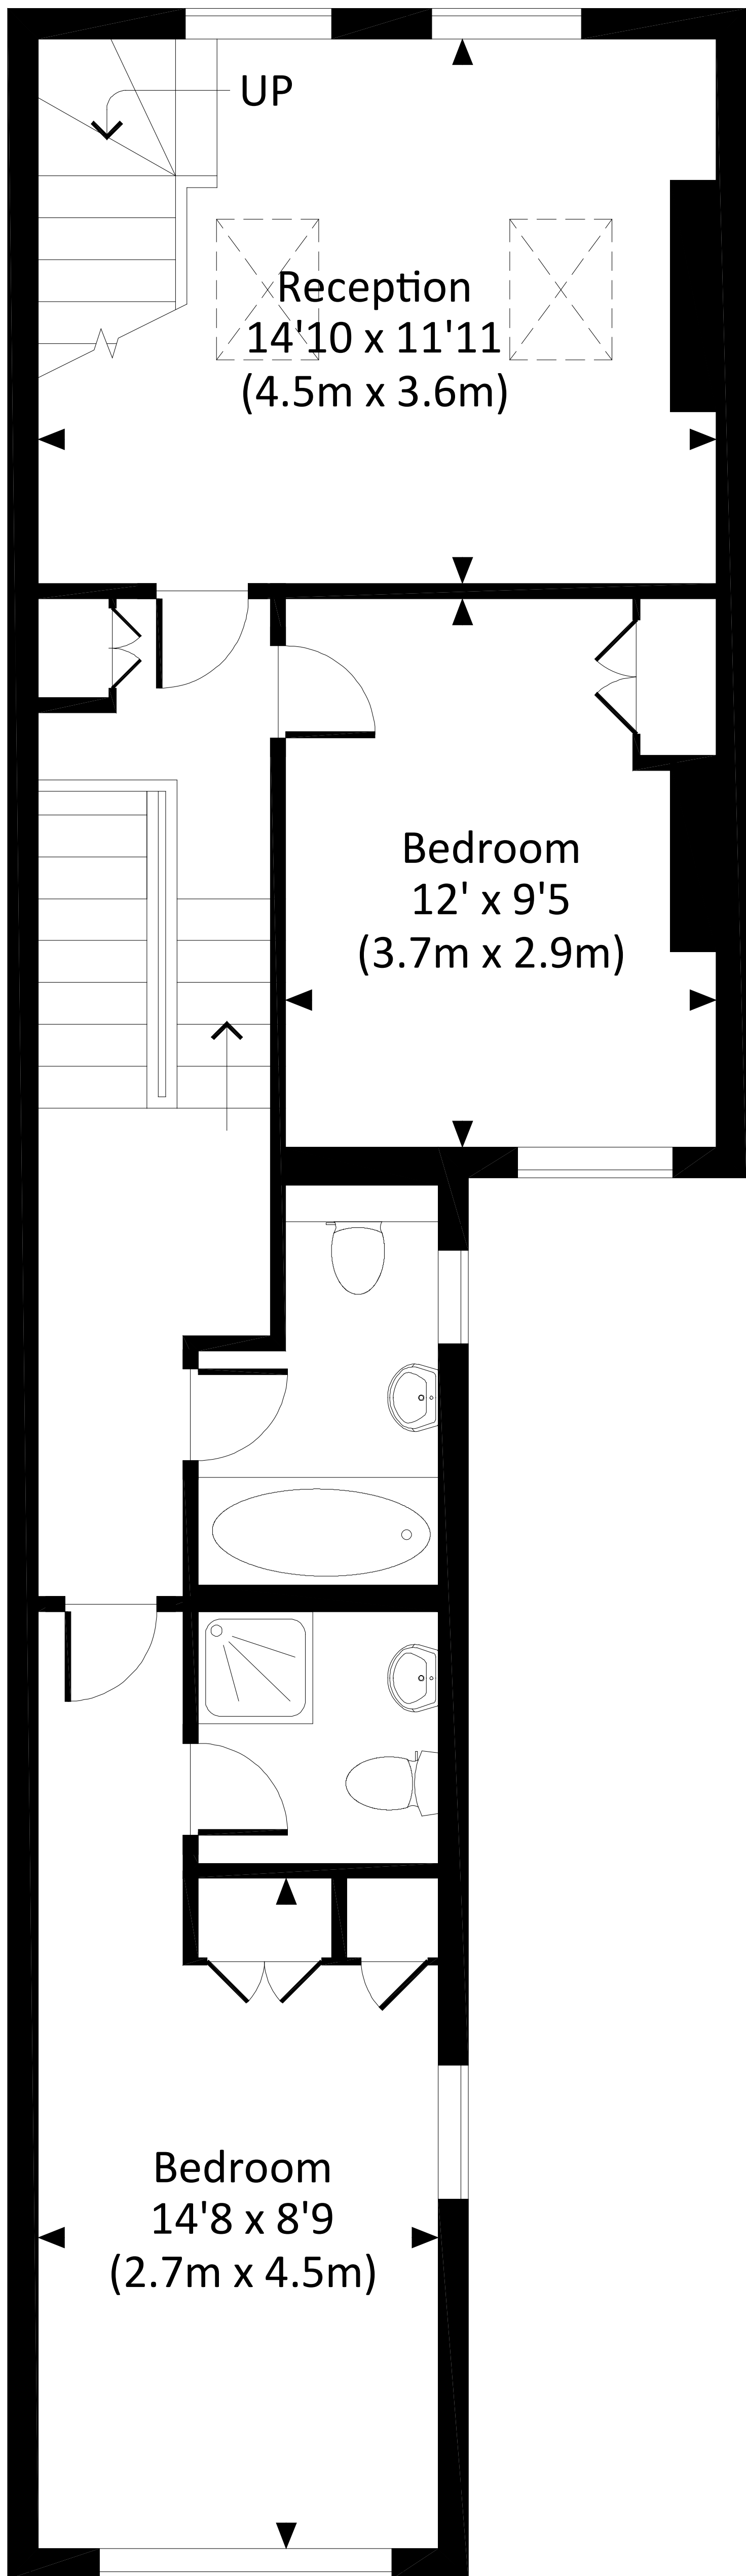 UP
Reception
14'10 x 11'11
(4.5m x 3.6m)
Bedroom
12' x 9'5
(3.7m x 2.9m)
Bedroom
14'8 x 8'9
(2.7m x 4.5m)